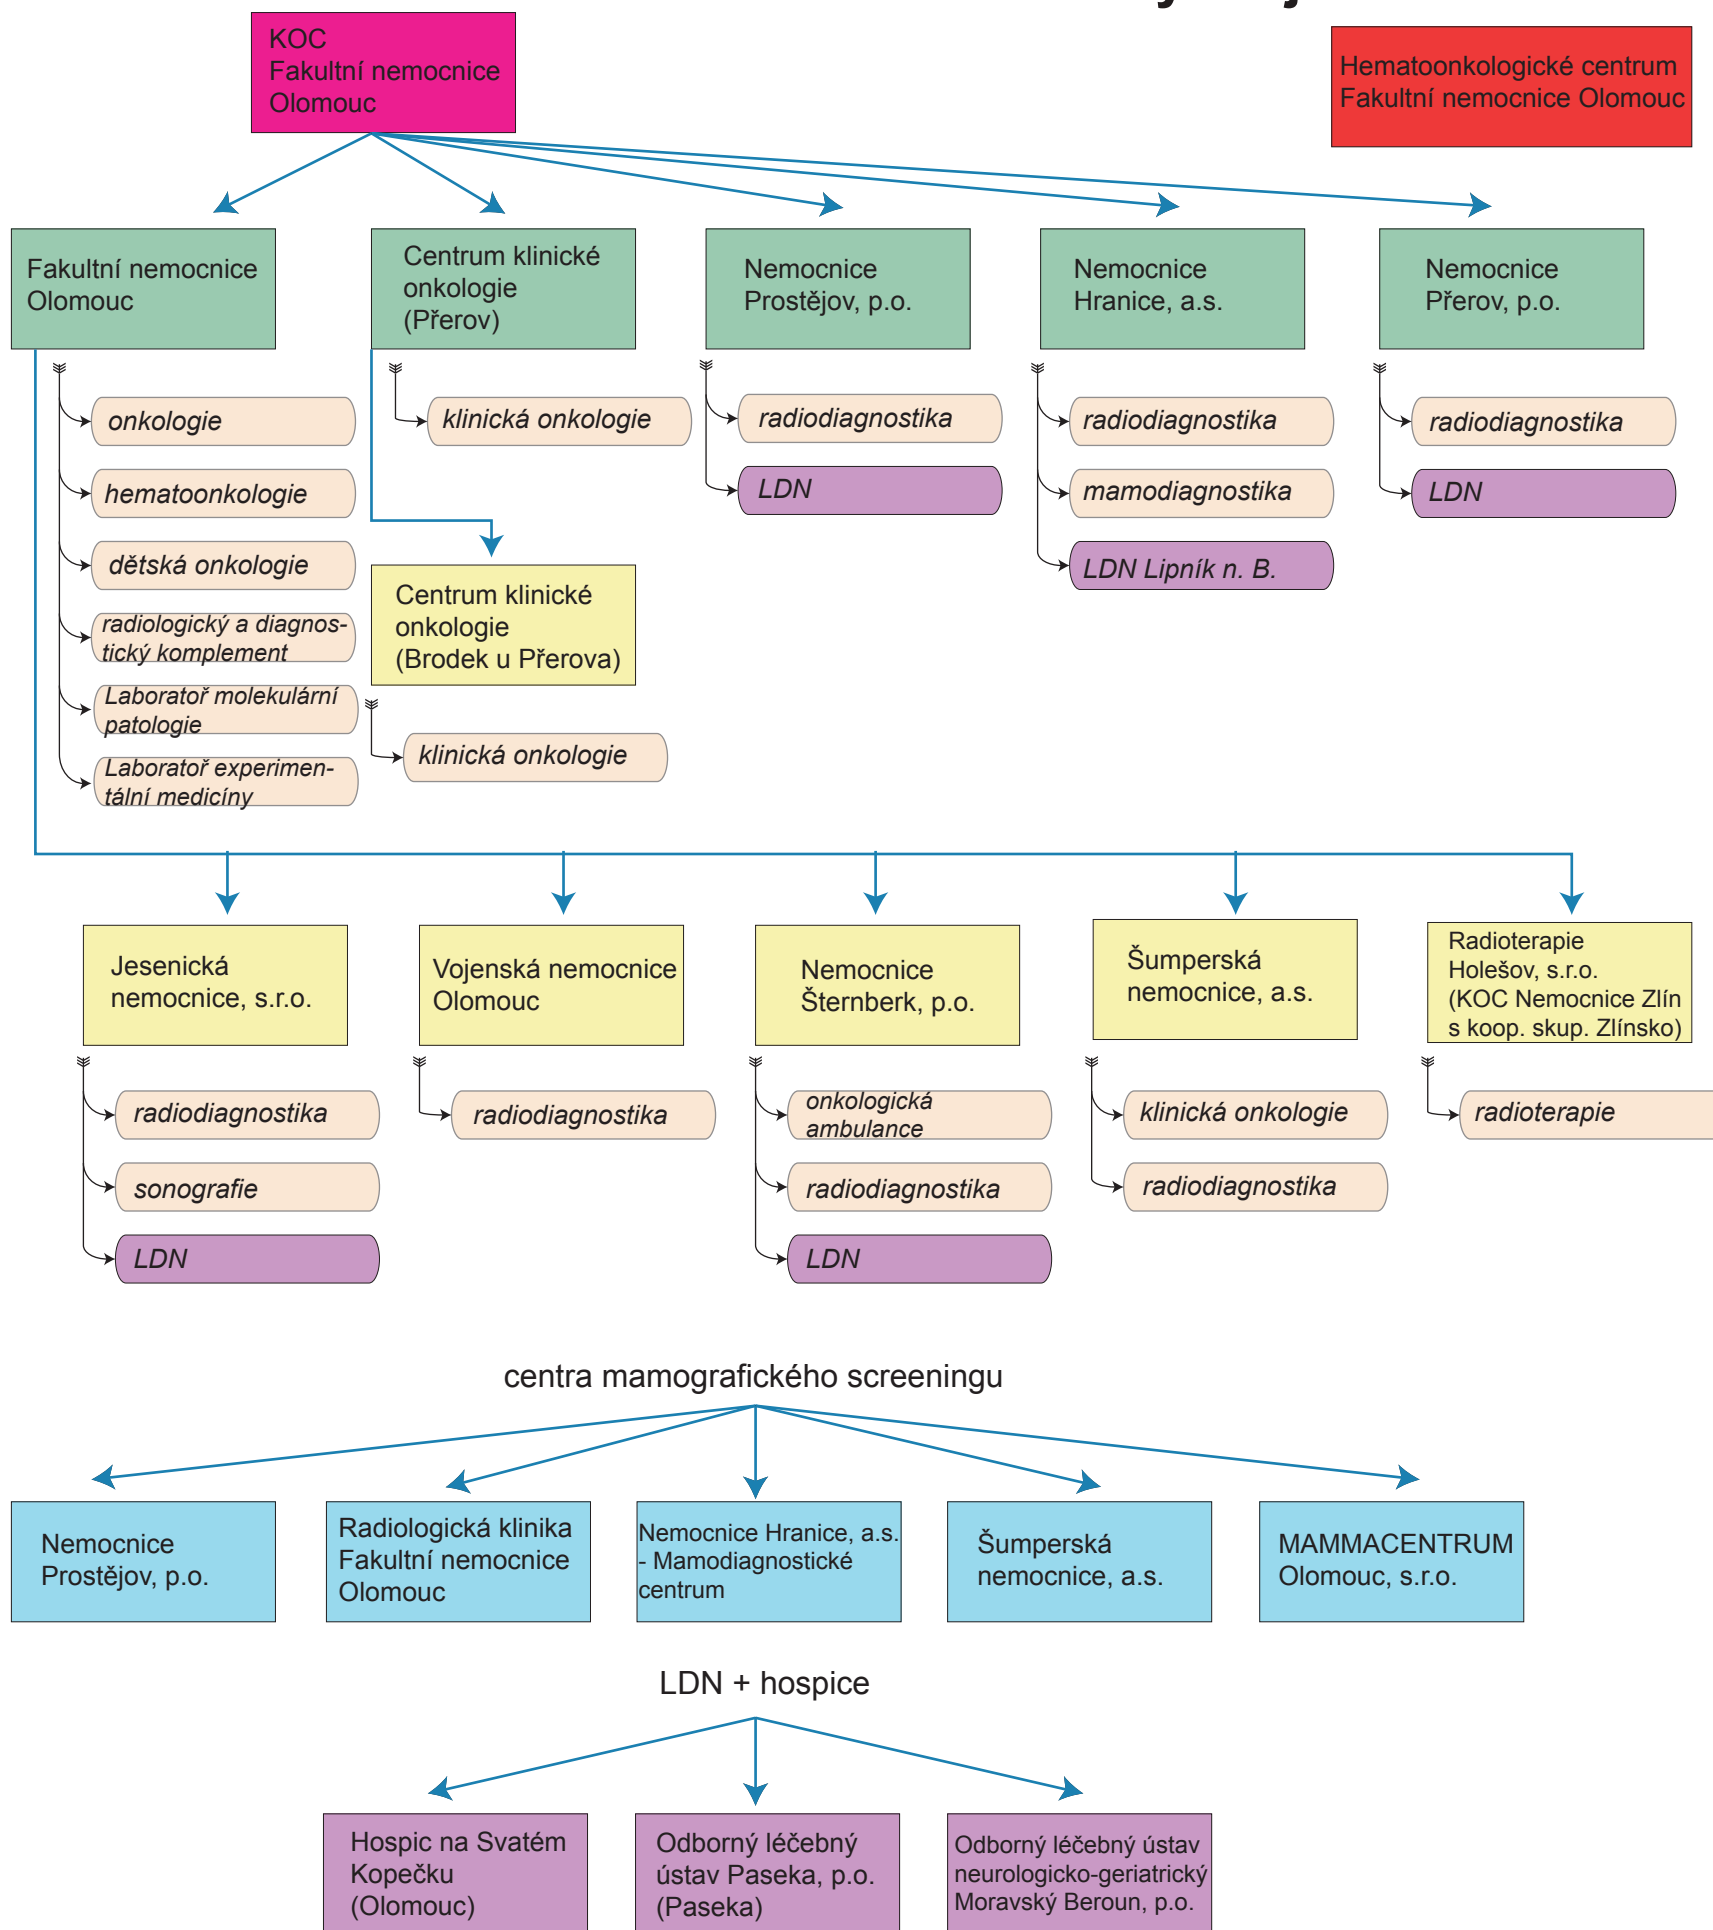 KOC
Fakultní nemocnice
Olomouc
Hematoonkologické centrum
Fakultní nemocnice Olomouc
Fakultní nemocnice
Olomouc
Centrum klinické
onkologie
(Přerov)
Nemocnice
Prostějov, p.o.
Nemocnice
Hranice, a.s.
Nemocnice
Přerov, p.o.
onkologie
hematoonkologie
dětská onkologie
radiologický a diagnos-
tický komplement
Laboratoř molekulární
patologie
Laboratoř experimen-
tální medicíny
klinická onkologie
Centrum klinické
onkologie
(Brodek u Přerova)
klinická onkologie
radiodiagnostika
LDN
radiodiagnostika
mamodiagnostika
LDN Lipník n. B.
radiodiagnostika
LDN
Jesenická
nemocnice, s.r.o.
Vojenská nemocnice
Olomouc
Nemocnice
Šternberk, p.o.
Šumperská
nemocnice, a.s.
Radioterapie
Holešov, s.r.o.
(KOC Nemocnice Zlín
s koop. skup. Zlínsko)
radiodiagnostika
sonografie
LDN
radiodiagnostika
onkologická
ambulance
radiodiagnostika
LDN
klinická onkologie
radiodiagnostika
radioterapie
centra mamografického screeningu
Nemocnice
Prostějov, p.o.
Radiologická klinika
Fakultní nemocnice
Olomouc
Nemocnice Hranice, a.s.
- Mamodiagnostické
centrum
Šumperská
nemocnice, a.s.
MAMMACENTRUM
Olomouc, s.r.o.
LDN + hospice
Hospic na Svatém
Kopečku
(Olomouc)
Odborný léčebný
ústav Paseka, p.o.
(Paseka)
Odborný léčebný ústav
neurologicko-geriatrický
Moravský Beroun, p.o.